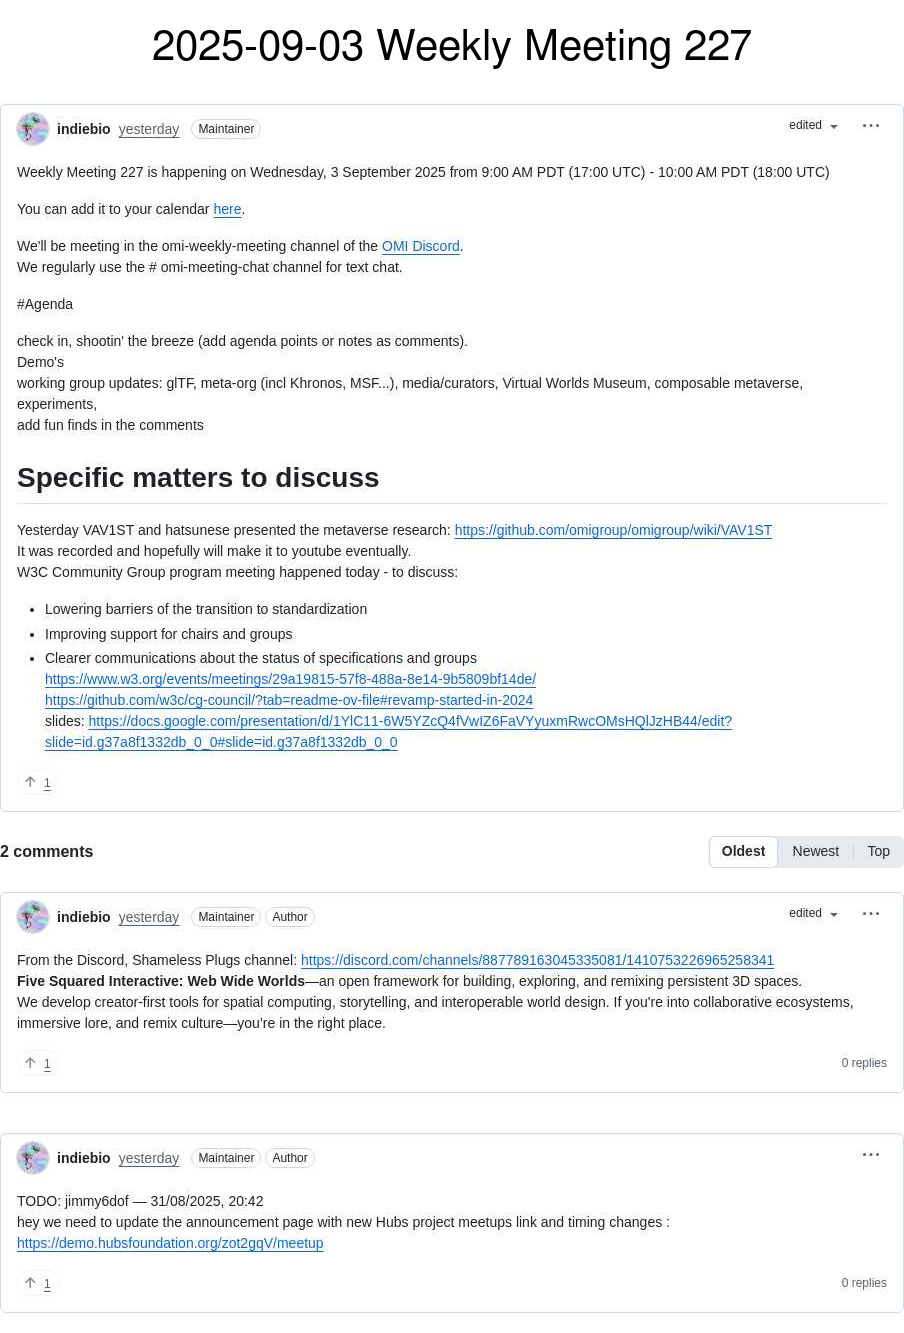 2025-09-03 Weekly Meeting 227
indiebio yesterday Maintainer edited
Weekly Meeting 227 is happening on Wednesday, 3 September 2025 from 9:00 AM PDT (17:00 UTC) - 10:00 AM PDT (18:00 UTC)
You can add it to your calendar here.
We'll be meeting in the omi-weekly-meeting channel of the OMI Discord.
We regularly use the # omi-meeting-chat channel for text chat.
#Agenda
check in, shootin' the breeze (add agenda points or notes as comments).
Demo's
working group updates: glTF, meta-org (incl Khronos, MSF...), media/curators, Virtual Worlds Museum, composable metaverse,
experiments,
add fun finds in the comments
Specific matters to discuss
Yesterday VAV1ST and hatsunese presented the metaverse research: https://github.com/omigroup/omigroup/wiki/VAV1ST
It was recorded and hopefully will make it to youtube eventually.
W3C Community Group program meeting happened today - to discuss:
• Lowering barriers of the transition to standardization
• Improving support for chairs and groups
• Clearer communications about the status of specifications and groups
https://www.w3.org/events/meetings/29a19815-57f8-488a-8e14-9b5809bf14de/
https://github.com/w3c/cg-council/?tab=readme-ov-file#revamp-started-in-2024
slides: https://docs.google.com/presentation/d/1YlC11-6W5YZcQ4fVwIZ6FaVYyuxmRwcOMsHQlJzHB44/edit?
slide=id.g37a8f1332db_0_0#slide=id.g37a8f1332db_0_0
1
2 comments Oldest Newest Top
indiebio yesterday Maintainer Author edited
From the Discord, Shameless Plugs channel: https://discord.com/channels/887789163045335081/1410753226965258341
Five Squared Interactive: Web Wide Worlds—an open framework for building, exploring, and remixing persistent 3D spaces.
We develop creator-first tools for spatial computing, storytelling, and interoperable world design. If you're into collaborative ecosystems,
immersive lore, and remix culture—you're in the right place.
1 0 replies
indiebio yesterday Maintainer Author
TODO: jimmy6dof — 31/08/2025, 20:42
hey we need to update the announcement page with new Hubs project meetups link and timing changes :
https://demo.hubsfoundation.org/zot2gqV/meetup
1 0 replies